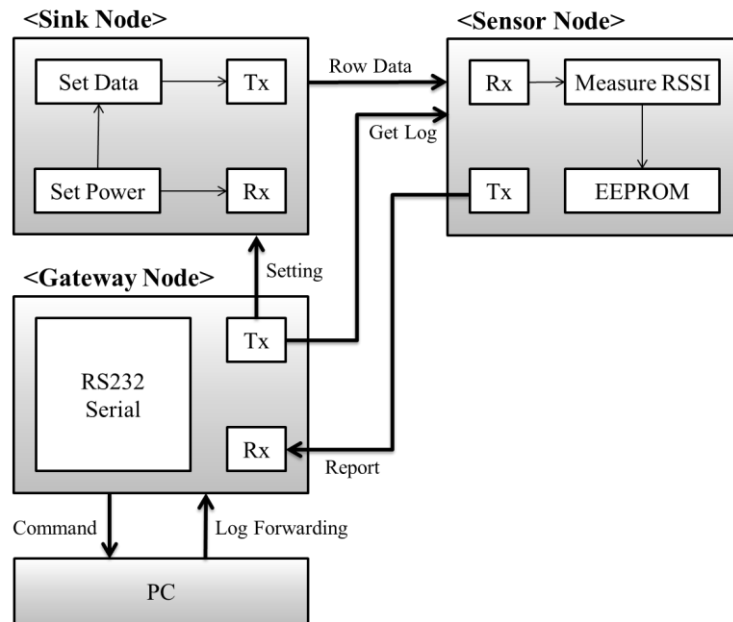 <Sink Node>
Set Data
Tx
Set Power
Rx
Row Data
Get Log
<Sensor Node>
Rx
Measure RSSI
Tx
EEPROM
Setting
<Gateway Node>
RS232
Serial
Tx
Rx
Report
Command
Log Forwarding
PC